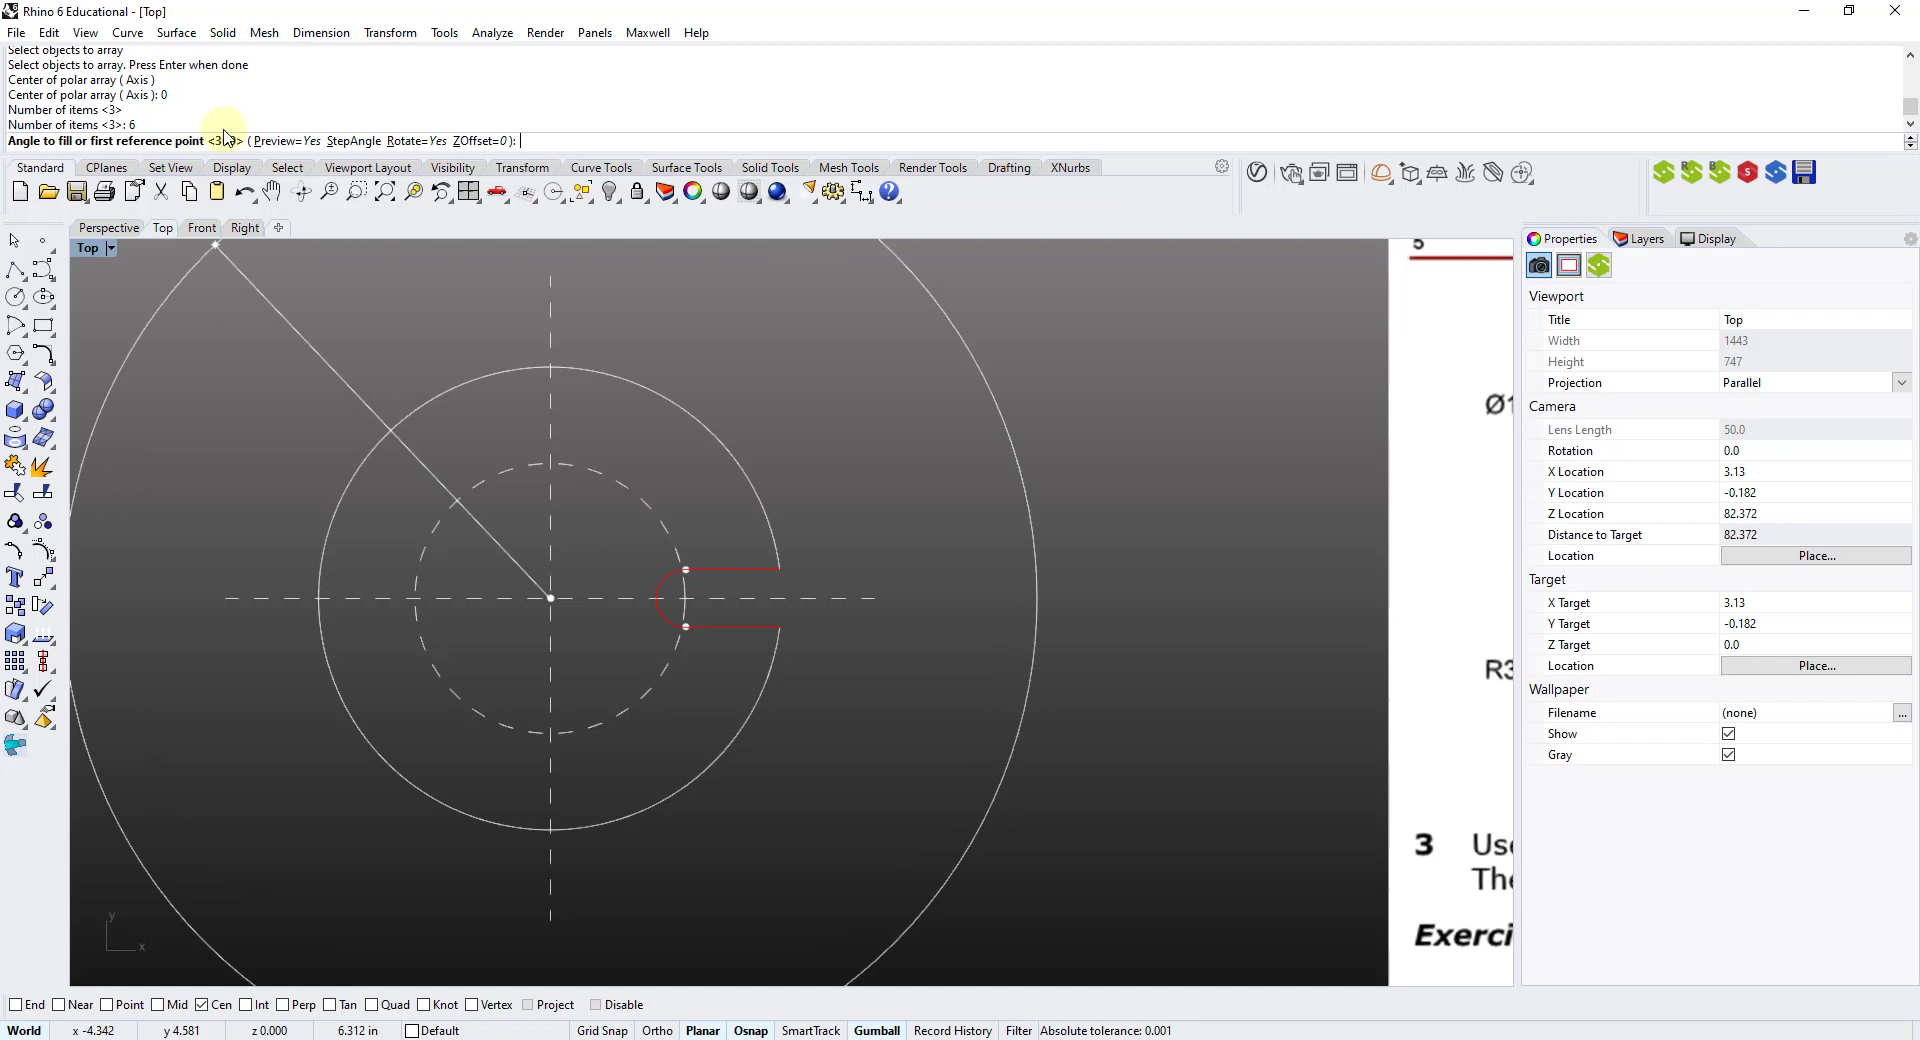 Rhino 6 Educational - [Top]
File Edit View Curve Surface Solid Mesh Dimension Transform Tools Analyze Render Panels Maxwell Help
Select objects to array
Select objects to array. Press Enter when done
Center of polar array ( Axis )
Center of polar array ( Axis ): 0
Number of items <3>
Number of items <3>: 6
Angle to fill or first reference point ( Preview=Yes StepAngle Rotate=Yes ZOffset=0 ):
Standard CPlanes Set View Display Select Viewport Layout Visibility Transform Curve Tools Surface Tools Solid Tools Mesh Tools Render Tools Drafting XNurbs
Perspective Top Front Right
Top
5
Ø1
R3
3 Use
The
Exerci
y
x
Properties Layers Display
Viewport
Title Top
Width 1443
Height 747
Projection Parallel
Camera
Lens Length 50.0
Rotation 0.0
X Location 3.13
Y Location -0.182
Z Location 82.372
Distance to Target 82.372
Location Place...
Target
X Target 3.13
Y Target -0.182
Z Target 0.0
Location Place...
Wallpaper
Filename (none) ...
Show
Gray
End Near Point Mid Cen Int Perp Tan Quad Knot Vertex Project Disable
World x -4.342 y 4.581 z 0.000 6.312 in Default Grid Snap Ortho Planar Osnap SmartTrack Gumball Record History Filter Absolute tolerance: 0.001